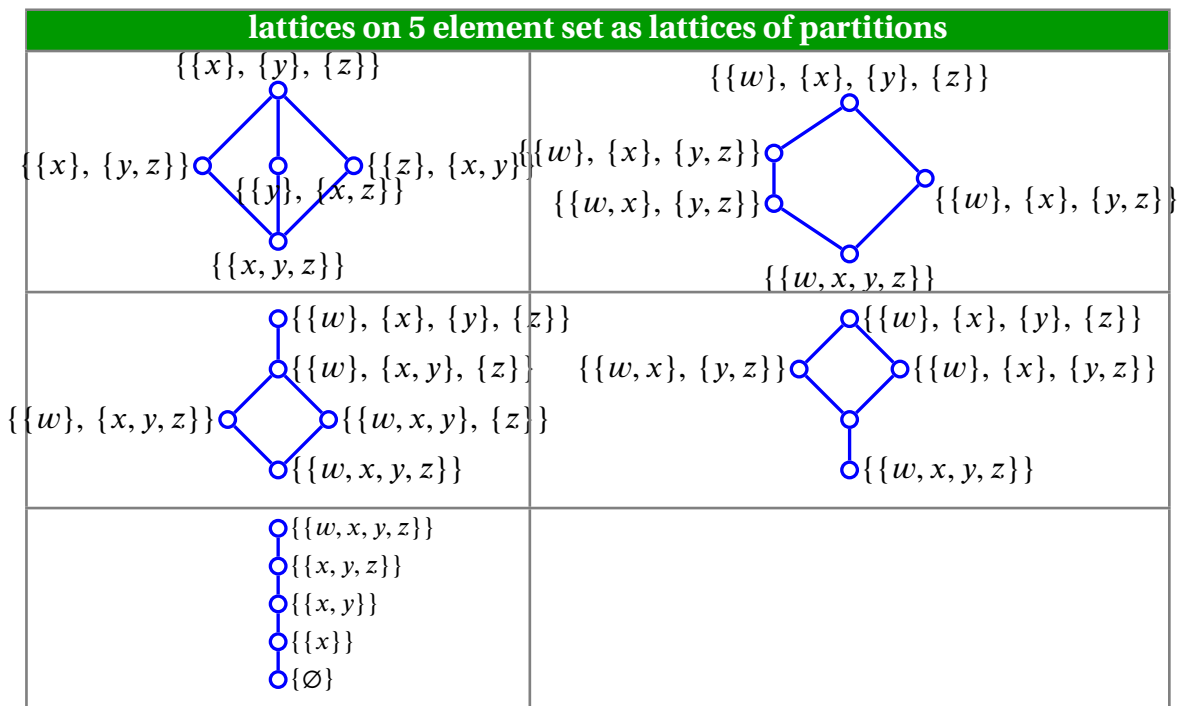 lattices on 5 element set as lattices of partitions
{{x}, {y}, {z}}
{{x}, {y, z}}
{{z}, {x, y}}
{{y}, {x, z}}
{{x, y, z}}
{{w}, {x}, {y}, {z}}
{{w}, {x}, {y, z}}
{{w, x}, {y, z}}
{{w}, {x}, {y, z}}
{{w, x, y, z}}
{{w}, {x}, {y}, {z}}
{{w}, {x, y}, {z}}
{{w}, {x, y, z}}
{{w, x, y}, {z}}
{{w, x, y, z}}
{{w}, {x}, {y}, {z}}
{{w, x}, {y, z}}
{{w}, {x}, {y, z}}
{{w, x, y, z}}
{{w, x, y, z}}
{{x, y, z}}
{{x, y}}
{{x}}
{∅}